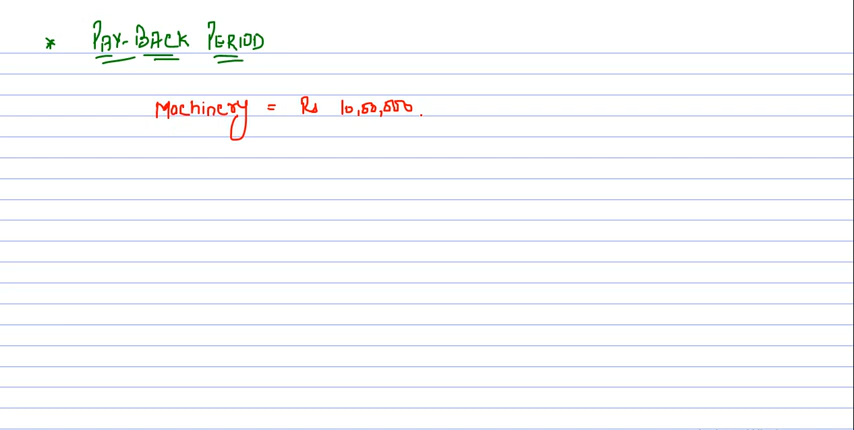 * PAY-BACK PERIOD
Machinery = Rs 10,00,000.